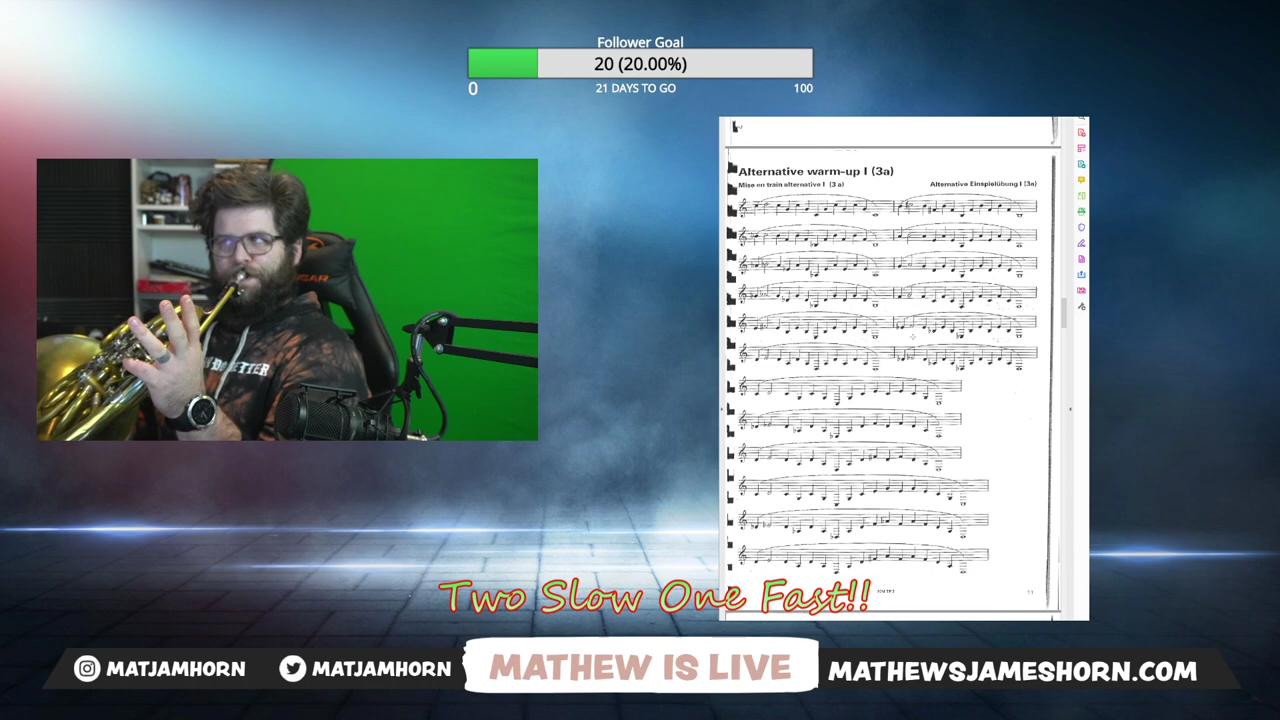 Follower Goal
20 (20.00%)
0
21 DAYS TO GO
100
Alternative warm-up I (3a)
Mise en train alternative I (3 a)
Alternative Einspielübung I (3a)
11
Two Slow One Fast!!
MATJAMHORN
MATJAMHORN
MATHEW IS LIVE
MATHEWSJAMESHORN.COM